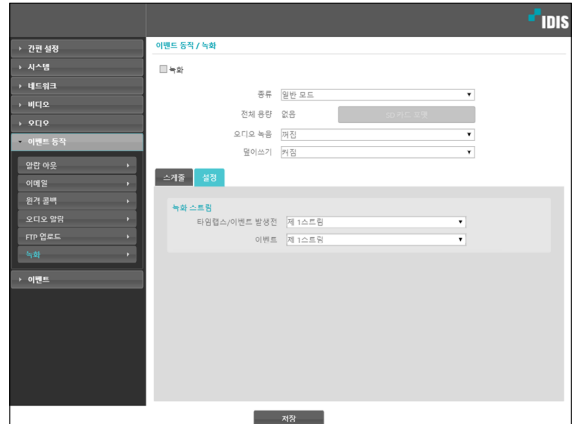 IDIS
간편 설정
시스템
네트워크
비디오
오디오
이벤트 동작
알람 아웃
이메일
원격 콜백
오디오 알람
FTP 업로드
녹화
이벤트
이벤트 동작 / 녹화
녹화
종류 일반 모드
전체 용량 없음 SD 카드 포맷
오디오 녹음 꺼짐
덮어쓰기 켜짐
스케줄 설정
녹화 스트림
타임랩스/이벤트 발생전 제 1스트림
이벤트 제 1스트림
저장